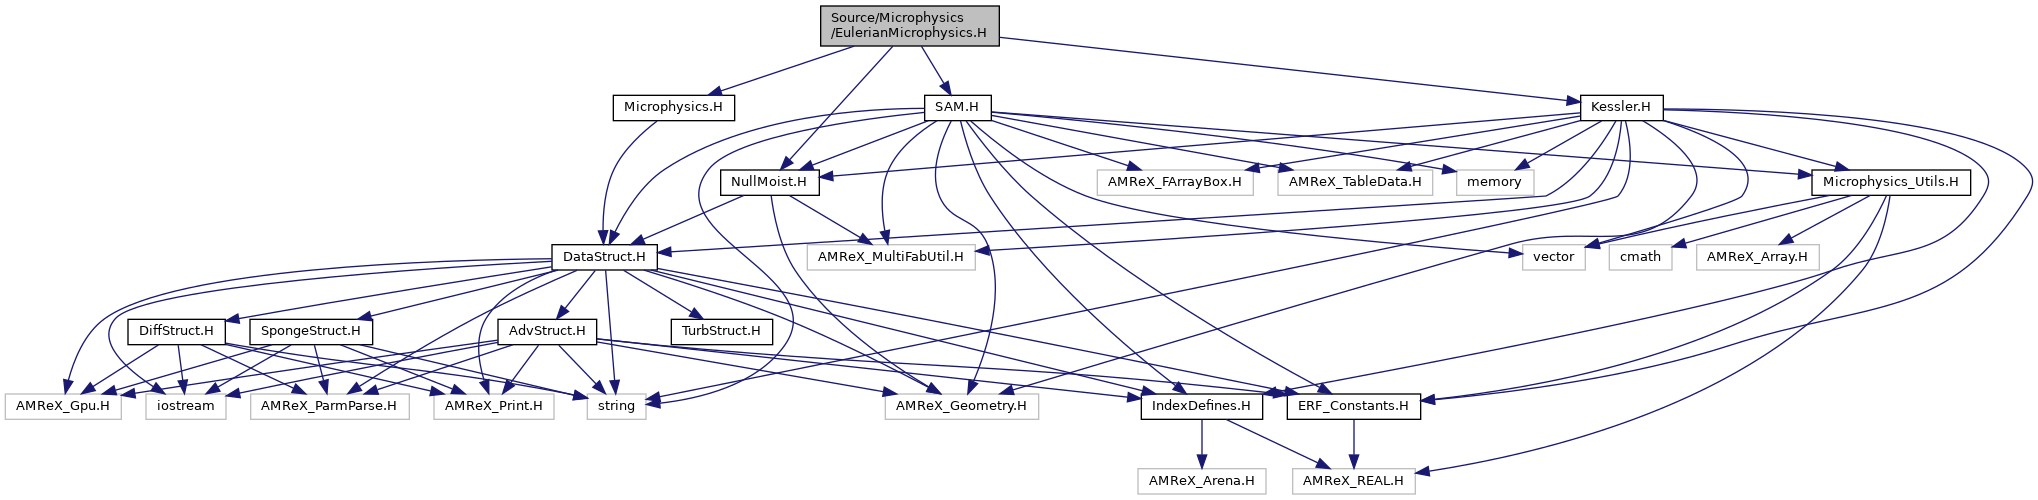 Source/Microphysics
/EulerianMicrophysics.H
Microphysics.H
SAM.H
Kessler.H
NullMoist.H
AMReX_FArrayBox.H
AMReX_TableData.H
memory
Microphysics_Utils.H
DataStruct.H
AMReX_MultiFabUtil.H
vector
cmath
AMReX_Array.H
DiffStruct.H
SpongeStruct.H
AdvStruct.H
TurbStruct.H
AMReX_Gpu.H
iostream
AMReX_ParmParse.H
AMReX_Print.H
string
AMReX_Geometry.H
IndexDefines.H
ERF_Constants.H
AMReX_Arena.H
AMReX_REAL.H